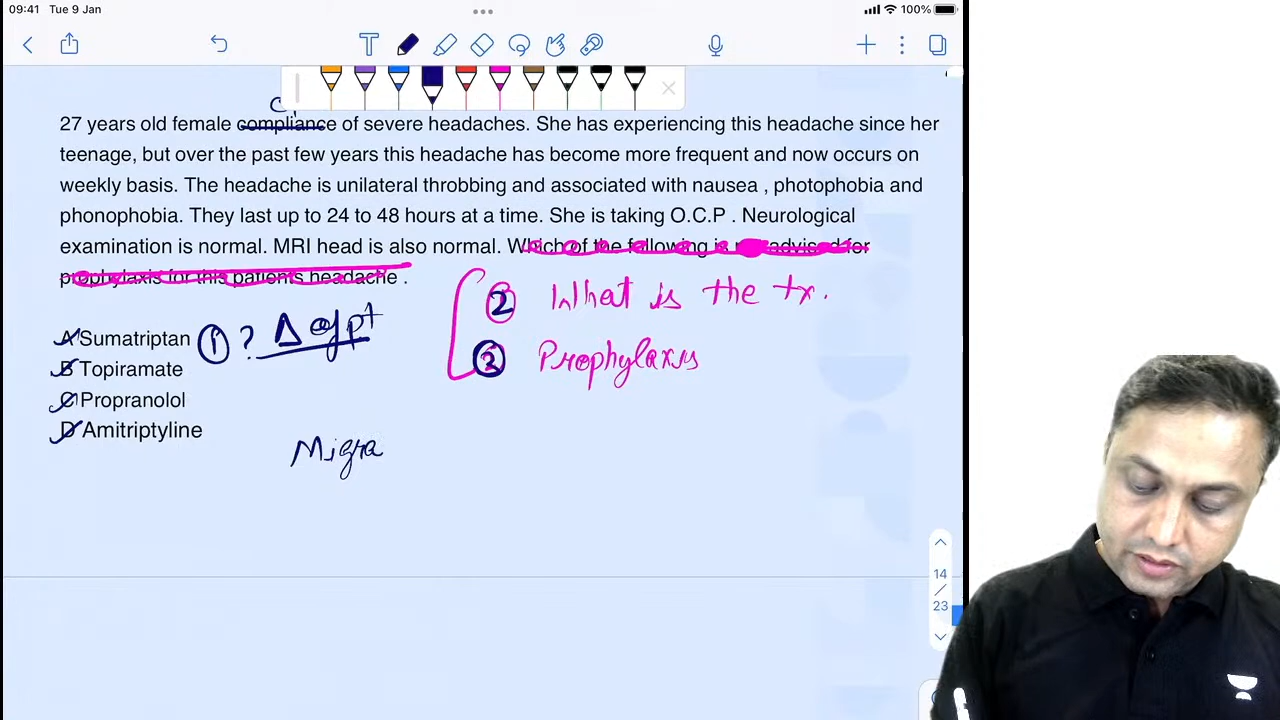 09:41 Tue 9 Jan
100%
27 years old female compliance of severe headaches. She has experiencing this headache since her
teenage, but over the past few years this headache has become more frequent and now occurs on
weekly basis. The headache is unilateral throbbing and associated with nausea , photophobia and
phonophobia. They last up to 24 to 48 hours at a time. She is taking O.C.P . Neurological
examination is normal. MRI head is also normal. Which of the following is advised for
prophylaxis for this patients headache .
2 What is the tx.
A Sumatriptan
1 ? Δ of pt
3 Prophylaxis
B Topiramate
C Propranolol
D Amitriptyline
Migra
14
/
23